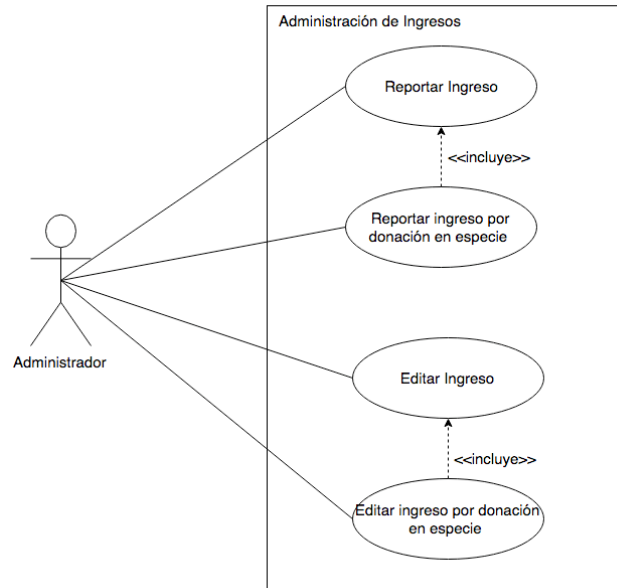 Administración de Ingresos
Reportar Ingreso
<<incluye>>
Reportar ingreso por
donación en especie
Administrador
Editar Ingreso
<<incluye>>
Editar ingreso por donación
en especie